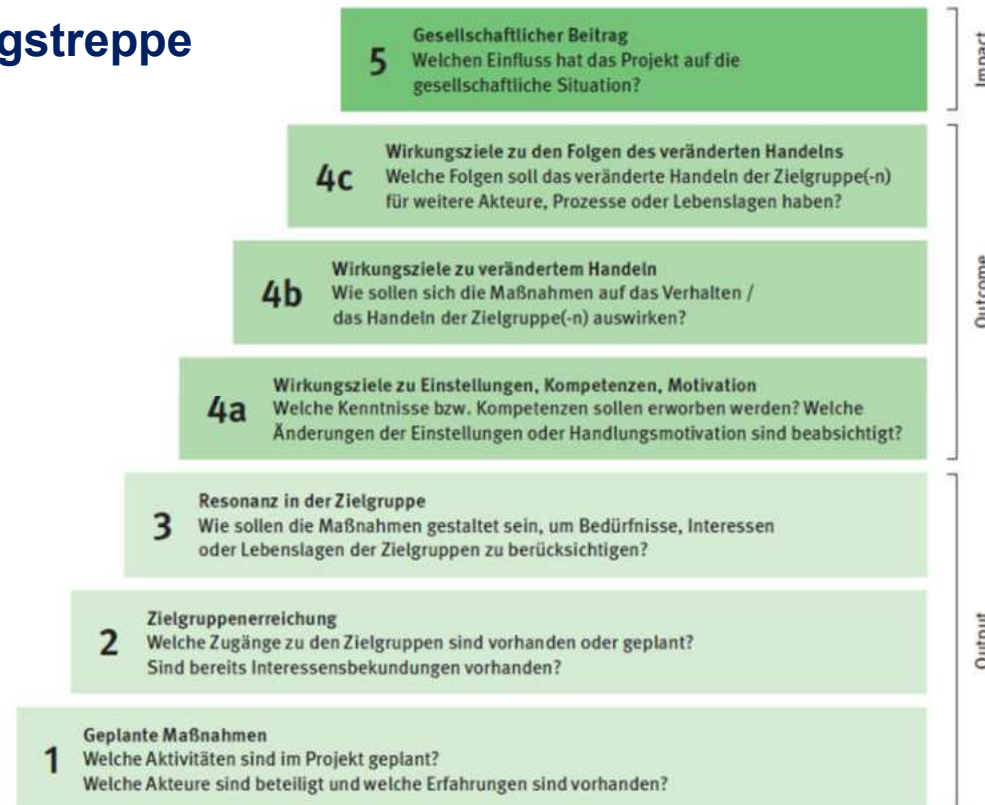 gstreppe
5
Gesellschaftlicher Beitrag
Welchen Einfluss hat das Projekt auf die
gesellschaftliche Situation?
Impact
4c
Wirkungsziele zu den Folgen des veränderten Handelns
Welche Folgen soll das veränderte Handeln der Zielgruppe(-n)
für weitere Akteure, Prozesse oder Lebenslagen haben?
4b
Wirkungsziele zu verändertem Handeln
Wie sollen sich die Maßnahmen auf das Verhalten /
das Handeln der Zielgruppe(-n) auswirken?
Outcome
4a
Wirkungsziele zu Einstellungen, Kompetenzen, Motivation
Welche Kenntnisse bzw. Kompetenzen sollen erworben werden? Welche
Änderungen der Einstellungen oder Handlungsmotivation sind beabsichtigt?
3
Resonanz in der Zielgruppe
Wie sollen die Maßnahmen gestaltet sein, um Bedürfnisse, Interessen
oder Lebenslagen der Zielgruppen zu berücksichtigen?
2
Zielgruppenerreichung
Welche Zugänge zu den Zielgruppen sind vorhanden oder geplant?
Sind bereits Interessensbekundungen vorhanden?
Output
1
Geplante Maßnahmen
Welche Aktivitäten sind im Projekt geplant?
Welche Akteure sind beteiligt und welche Erfahrungen sind vorhanden?